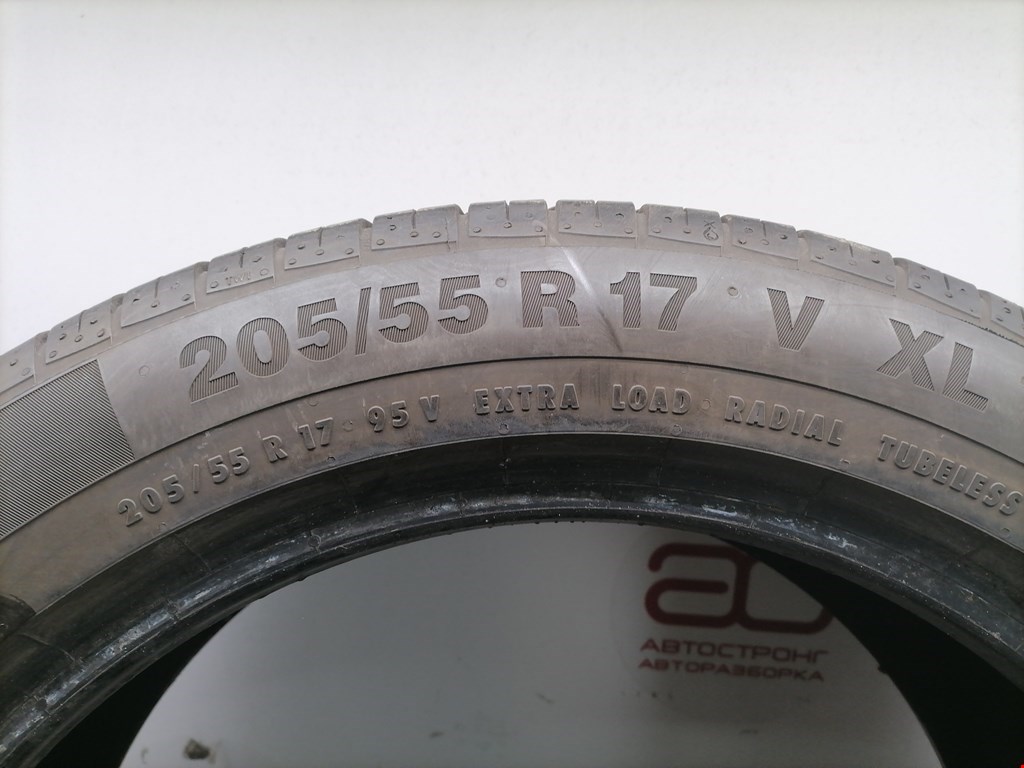 205/55 R 17 V XL
205/55 R 17 95 V EXTRA LOAD RADIAL TUBELESS
АВТОСТРОНГ
АВТОРАЗБОРКА